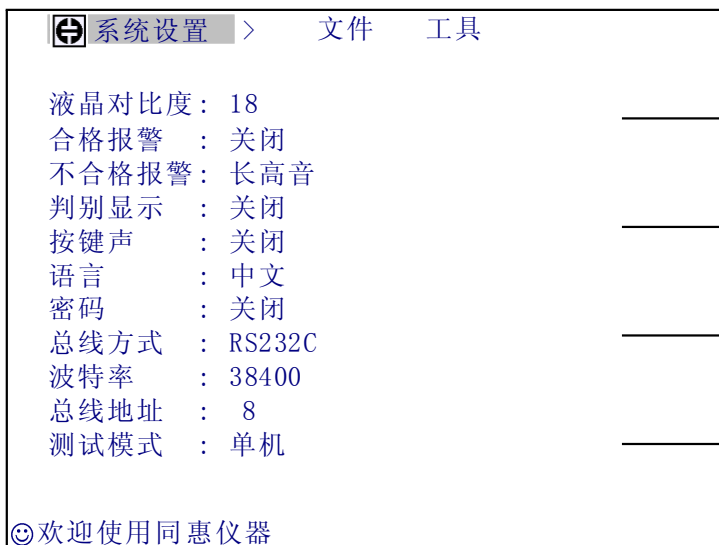 系统设置 > 文件 工具
液晶对比度: 18
合格报警 : 关闭
不合格报警: 长高音
判别显示 : 关闭
按键声 : 关闭
语言 : 中文
密码 : 关闭
总线方式 : RS232C
波特率 : 38400
总线地址 : 8
测试模式 : 单机
☺欢迎使用同惠仪器